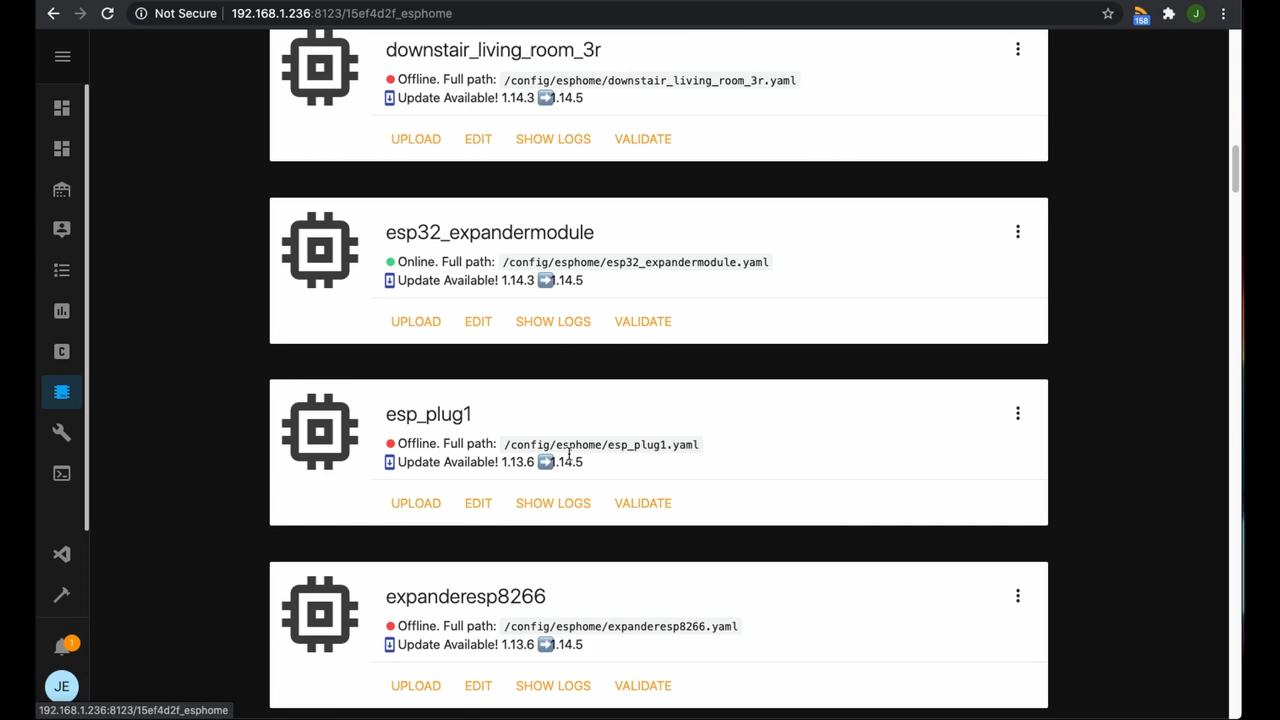 Not Secure 192.168.1.236:8123/15ef4d2f_esphome
158
J
downstair_living_room_3r
Offline. Full path: /config/esphome/downstair_living_room_3r.yaml
Update Available! 1.14.3 ➡️1.14.5
UPLOAD EDIT SHOW LOGS VALIDATE
esp32_expandermodule
Online. Full path: /config/esphome/esp32_expandermodule.yaml
Update Available! 1.14.3 ➡️1.14.5
UPLOAD EDIT SHOW LOGS VALIDATE
esp_plug1
Offline. Full path: /config/esphome/esp_plug1.yaml
Update Available! 1.13.6 ➡️1.14.5
UPLOAD EDIT SHOW LOGS VALIDATE
expanderesp8266
Offline. Full path: /config/esphome/expanderesp8266.yaml
Update Available! 1.13.6 ➡️1.14.5
UPLOAD EDIT SHOW LOGS VALIDATE
C
1
JE
192.168.1.236:8123/15ef4d2f_esphome